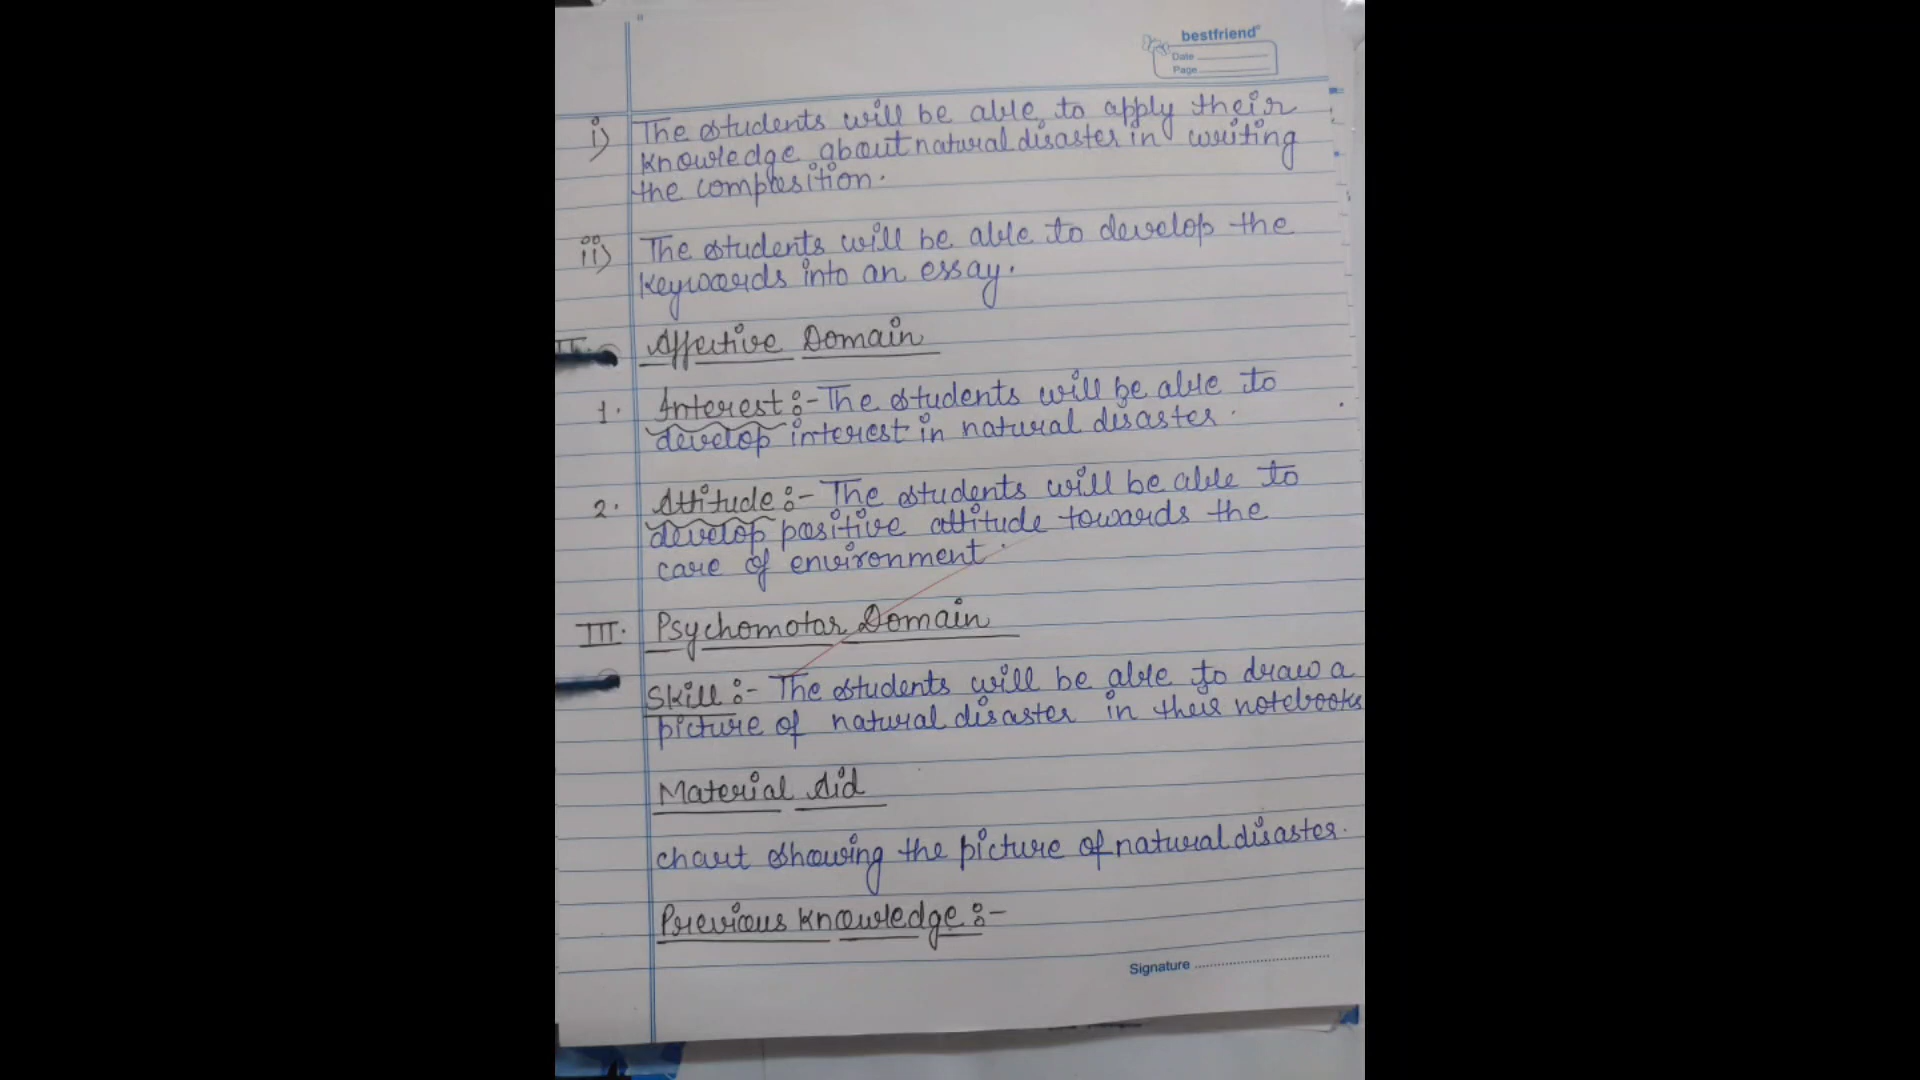 bestfriend
Date
Page
i) The students will be able to apply their
knowledge about natural disaster in writing
the composition.
ii) The students will be able to develop the
keywords into an essay.
II. Affective Domain
1. Interest :- The students will be able to
develop interest in natural disaster.
2. Attitude :- The students will be able to
develop positive attitude towards the
care of environment.
III. Psychomotor Domain
Skill :- The students will be able to draw a
picture of natural disaster in their notebooks
Material Aid
chart showing the picture of natural disaster.
Previous knowledge :-
Signature